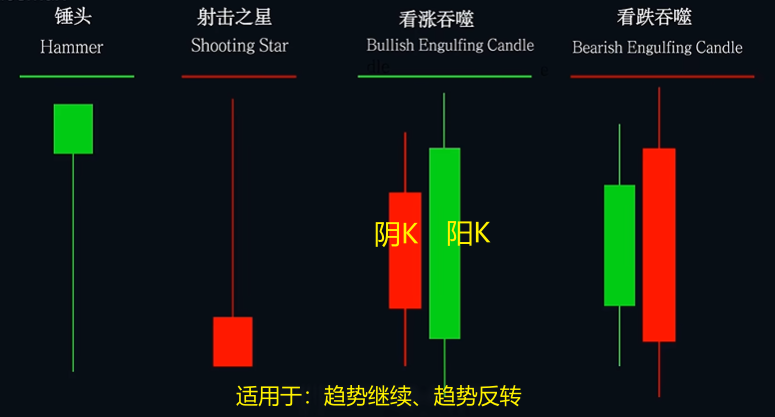 锤头
Hammer
射击之星
Shooting Star
看涨吞噬
Bullish Engulfing Candle
看跌吞噬
Bearish Engulfing Candle
阴K
阳K
适用于：趋势继续、趋势反转